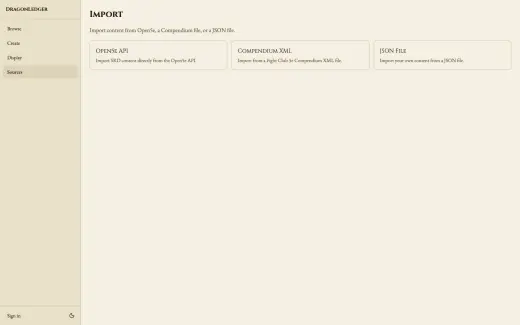 DragonLedger
Browse
Create
Display
Sources
Sign in
Import
Import content from Open5e, a Compendium file, or a JSON file.
Open5e API
Import SRD content directly from the Open5e API.
Compendium XML
Import from a Fight Club 5e Compendium XML file.
JSON File
Import your own content from a JSON file.